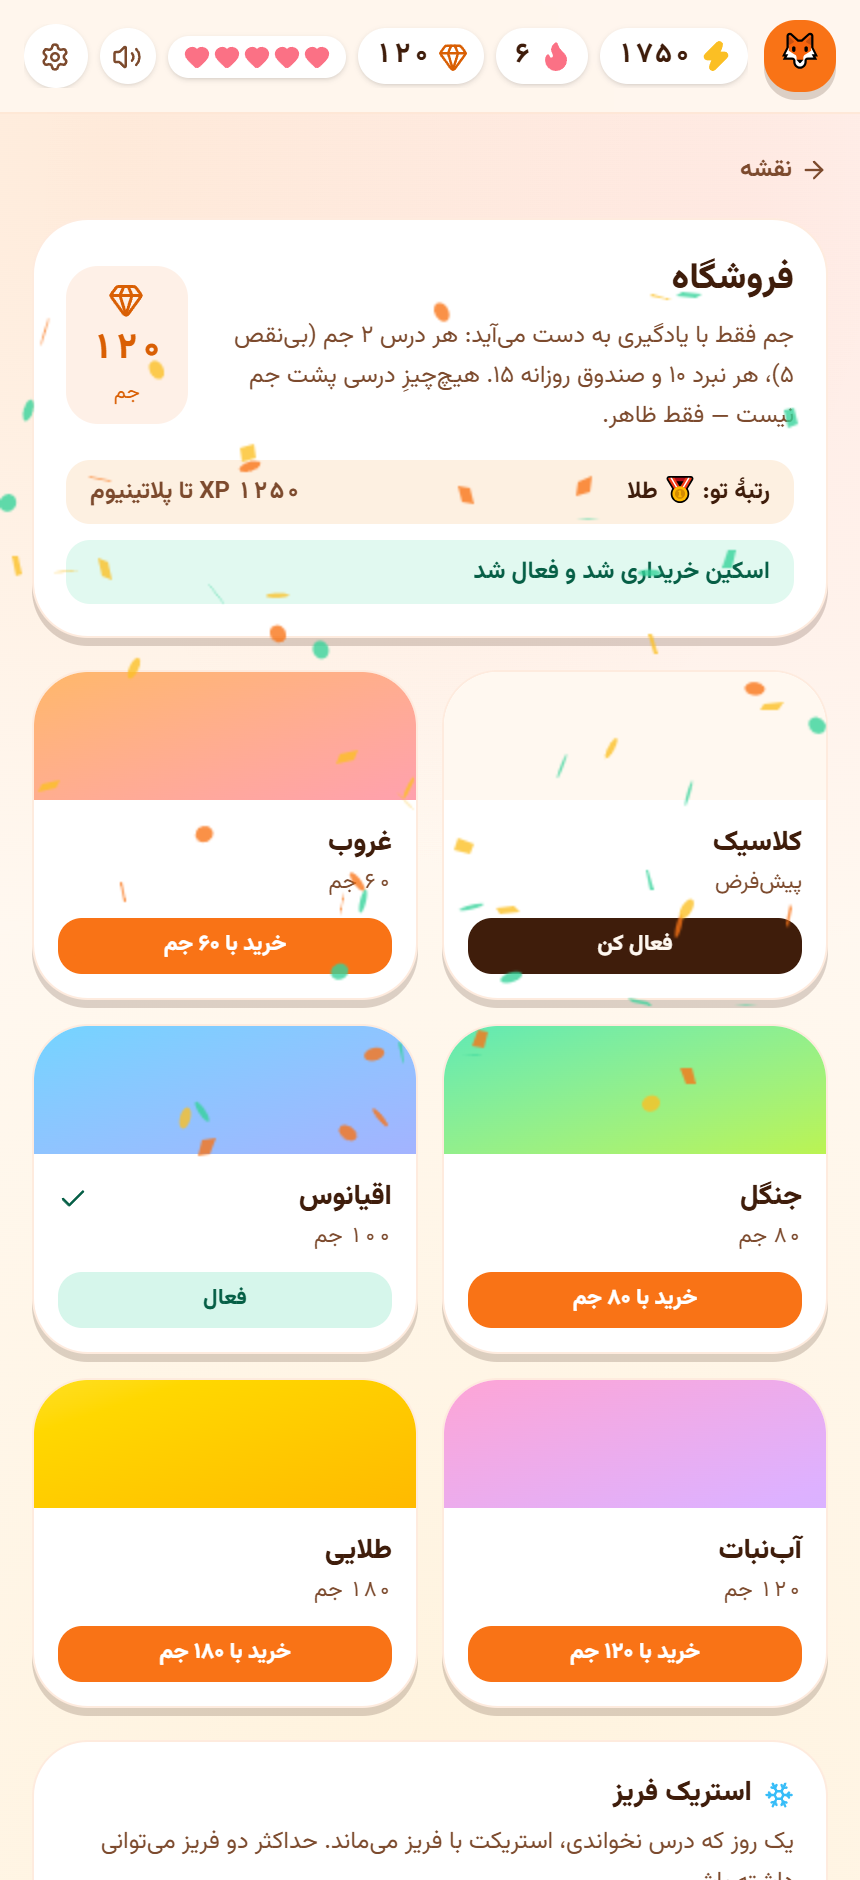 ۱۷۵۰ ۶ ۱۲۰
نقشه
فروشگاه
جم فقط با یادگیری به دست می‌آید: هر درس ۲ جم (بی‌نقص
۵)، هر نبرد ۱۰ و صندوق روزانه ۱۵. هیچ‌چیزِ درسی پشت جم
نیست — فقط ظاهر.
۱۲۰
جم
رتبهٔ تو: طلا
۱۲۵۰ XP تا پلاتینیوم
اسکین خریداری شد و فعال شد
کلاسیک
پیش‌فرض
فعال کن
غروب
۶۰ جم
خرید با ۶۰ جم
جنگل
۸۰ جم
خرید با ۸۰ جم
اقیانوس
۱۰۰ جم
فعال
آب‌نبات
۱۲۰ جم
خرید با ۱۲۰ جم
طلایی
۱۸۰ جم
خرید با ۱۸۰ جم
استریک فریز
یک روز که درس نخواندی، استریکت با فریز می‌ماند. حداکثر دو فریز می‌توانی